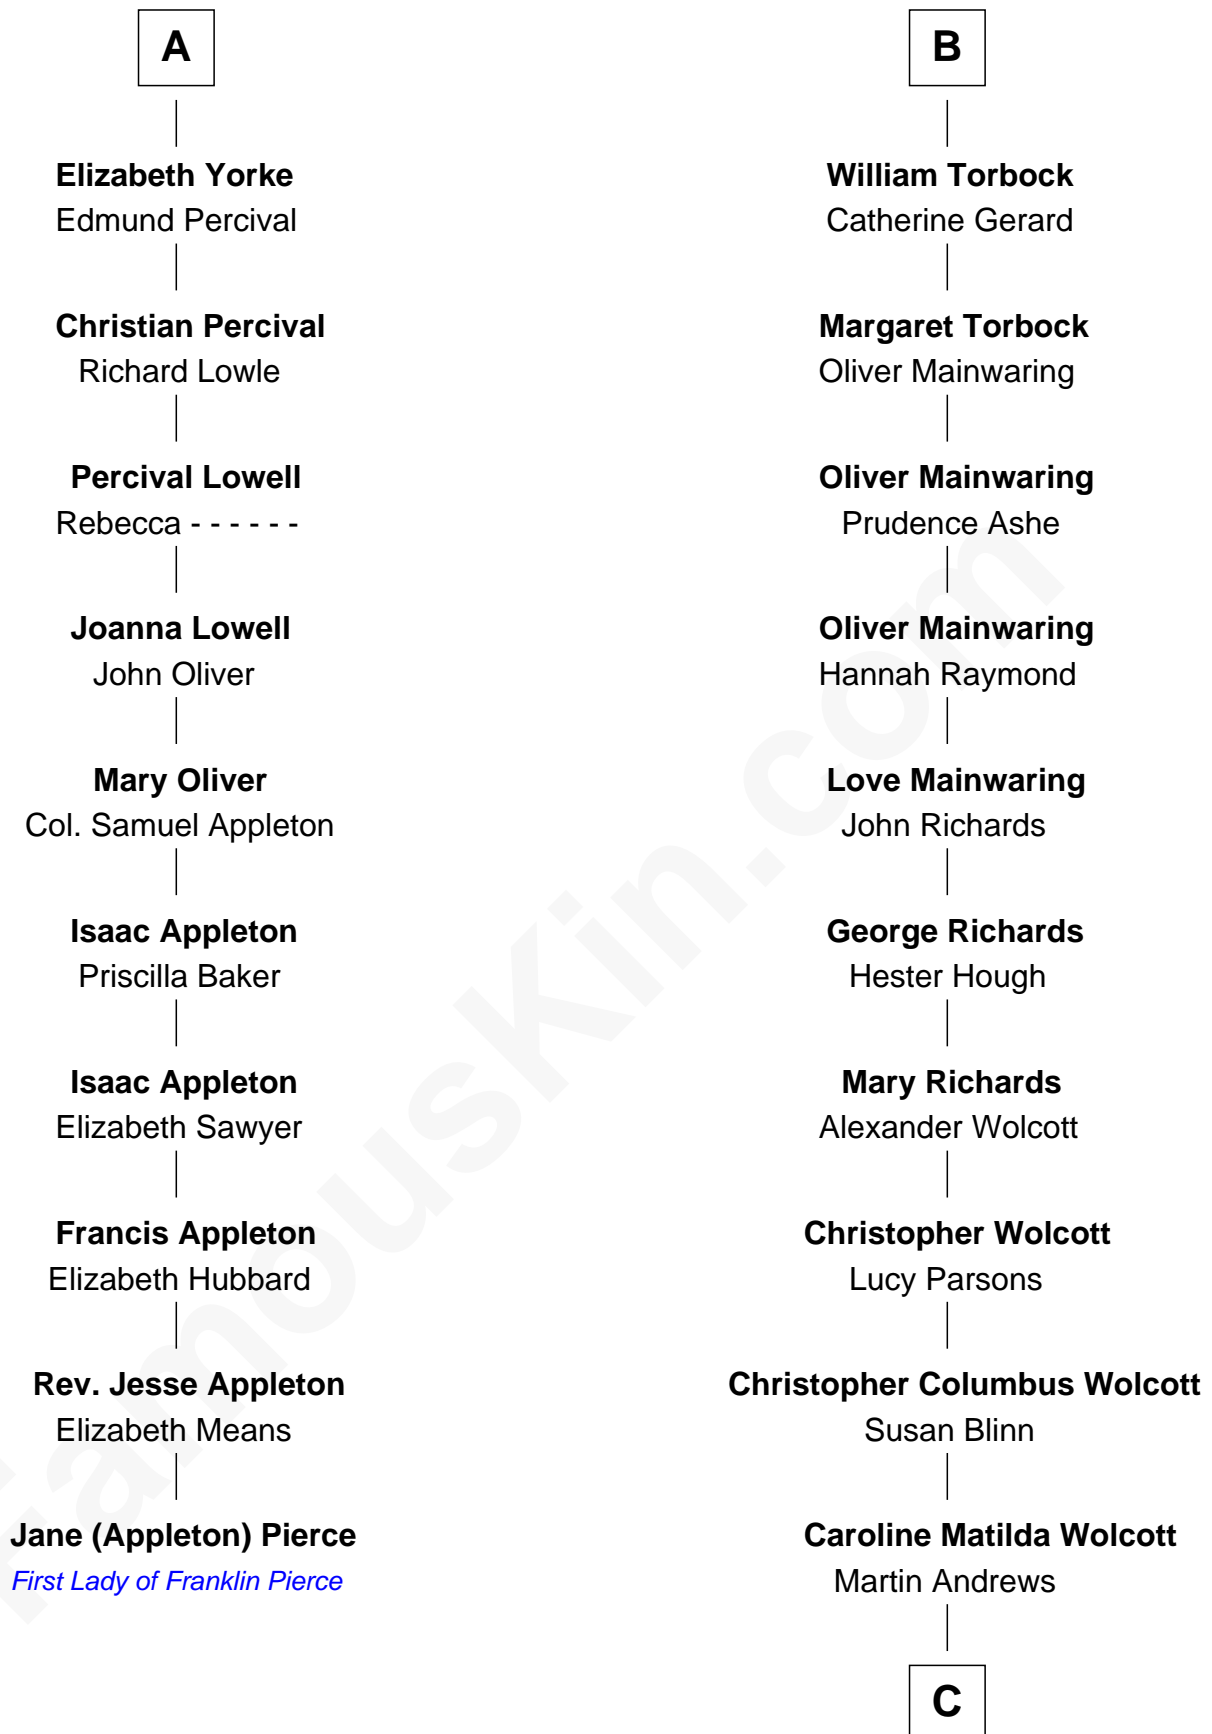 A
Elizabeth Yorke
Edmund Percival
Christian Percival
Richard Lowle
Percival Lowell
Rebecca - - - - - -
Joanna Lowell
John Oliver
Mary Oliver
Col. Samuel Appleton
Isaac Appleton
Priscilla Baker
Isaac Appleton
Elizabeth Sawyer
Francis Appleton
Elizabeth Hubbard
Rev. Jesse Appleton
Elizabeth Means
Jane (Appleton) Pierce
First Lady of Franklin Pierce
B
William Torbock
Catherine Gerard
Margaret Torbock
Oliver Mainwaring
Oliver Mainwaring
Prudence Ashe
Oliver Mainwaring
Hannah Raymond
Love Mainwaring
John Richards
George Richards
Hester Hough
Mary Richards
Alexander Wolcott
Christopher Wolcott
Lucy Parsons
Christopher Columbus Wolcott
Susan Blinn
Caroline Matilda Wolcott
Martin Andrews
C
FamousKin.com